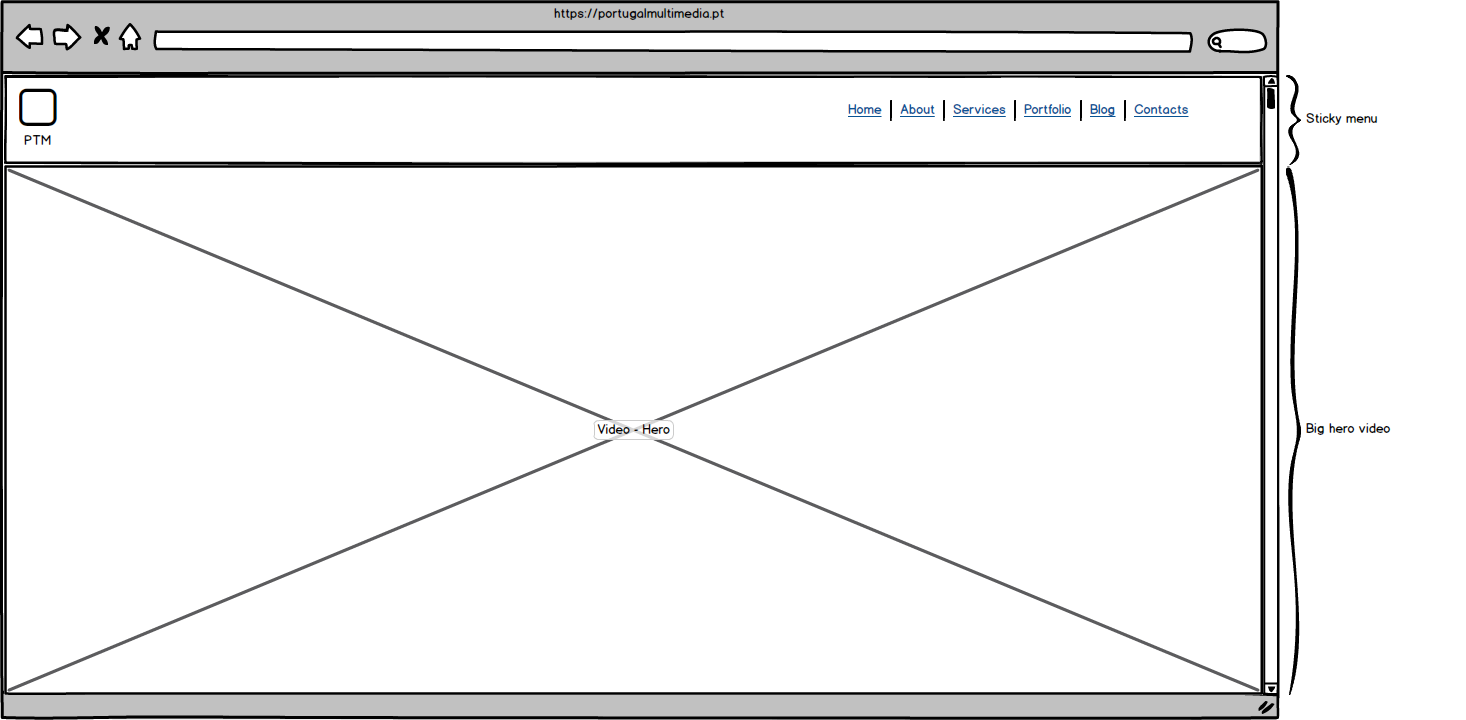 https://portugalmultimedia.pt
PTM
Home
About
Services
Portfolio
Blog
Contacts
Sticky menu
Video - Hero
Big hero video